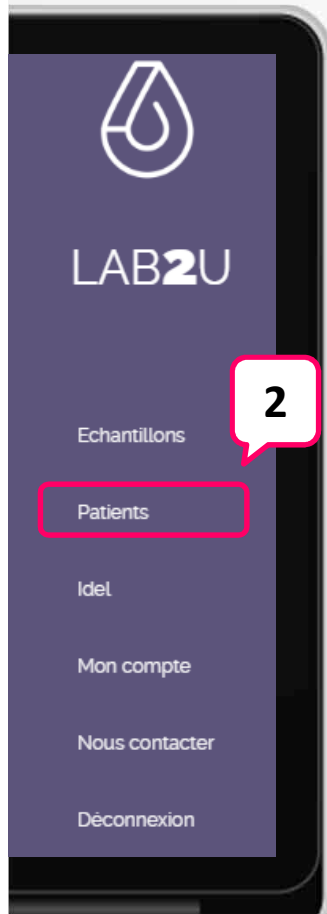 LAB2U
2
Echantillons
Patients
Idel
Mon compte
Nous contacter
Déconnexion